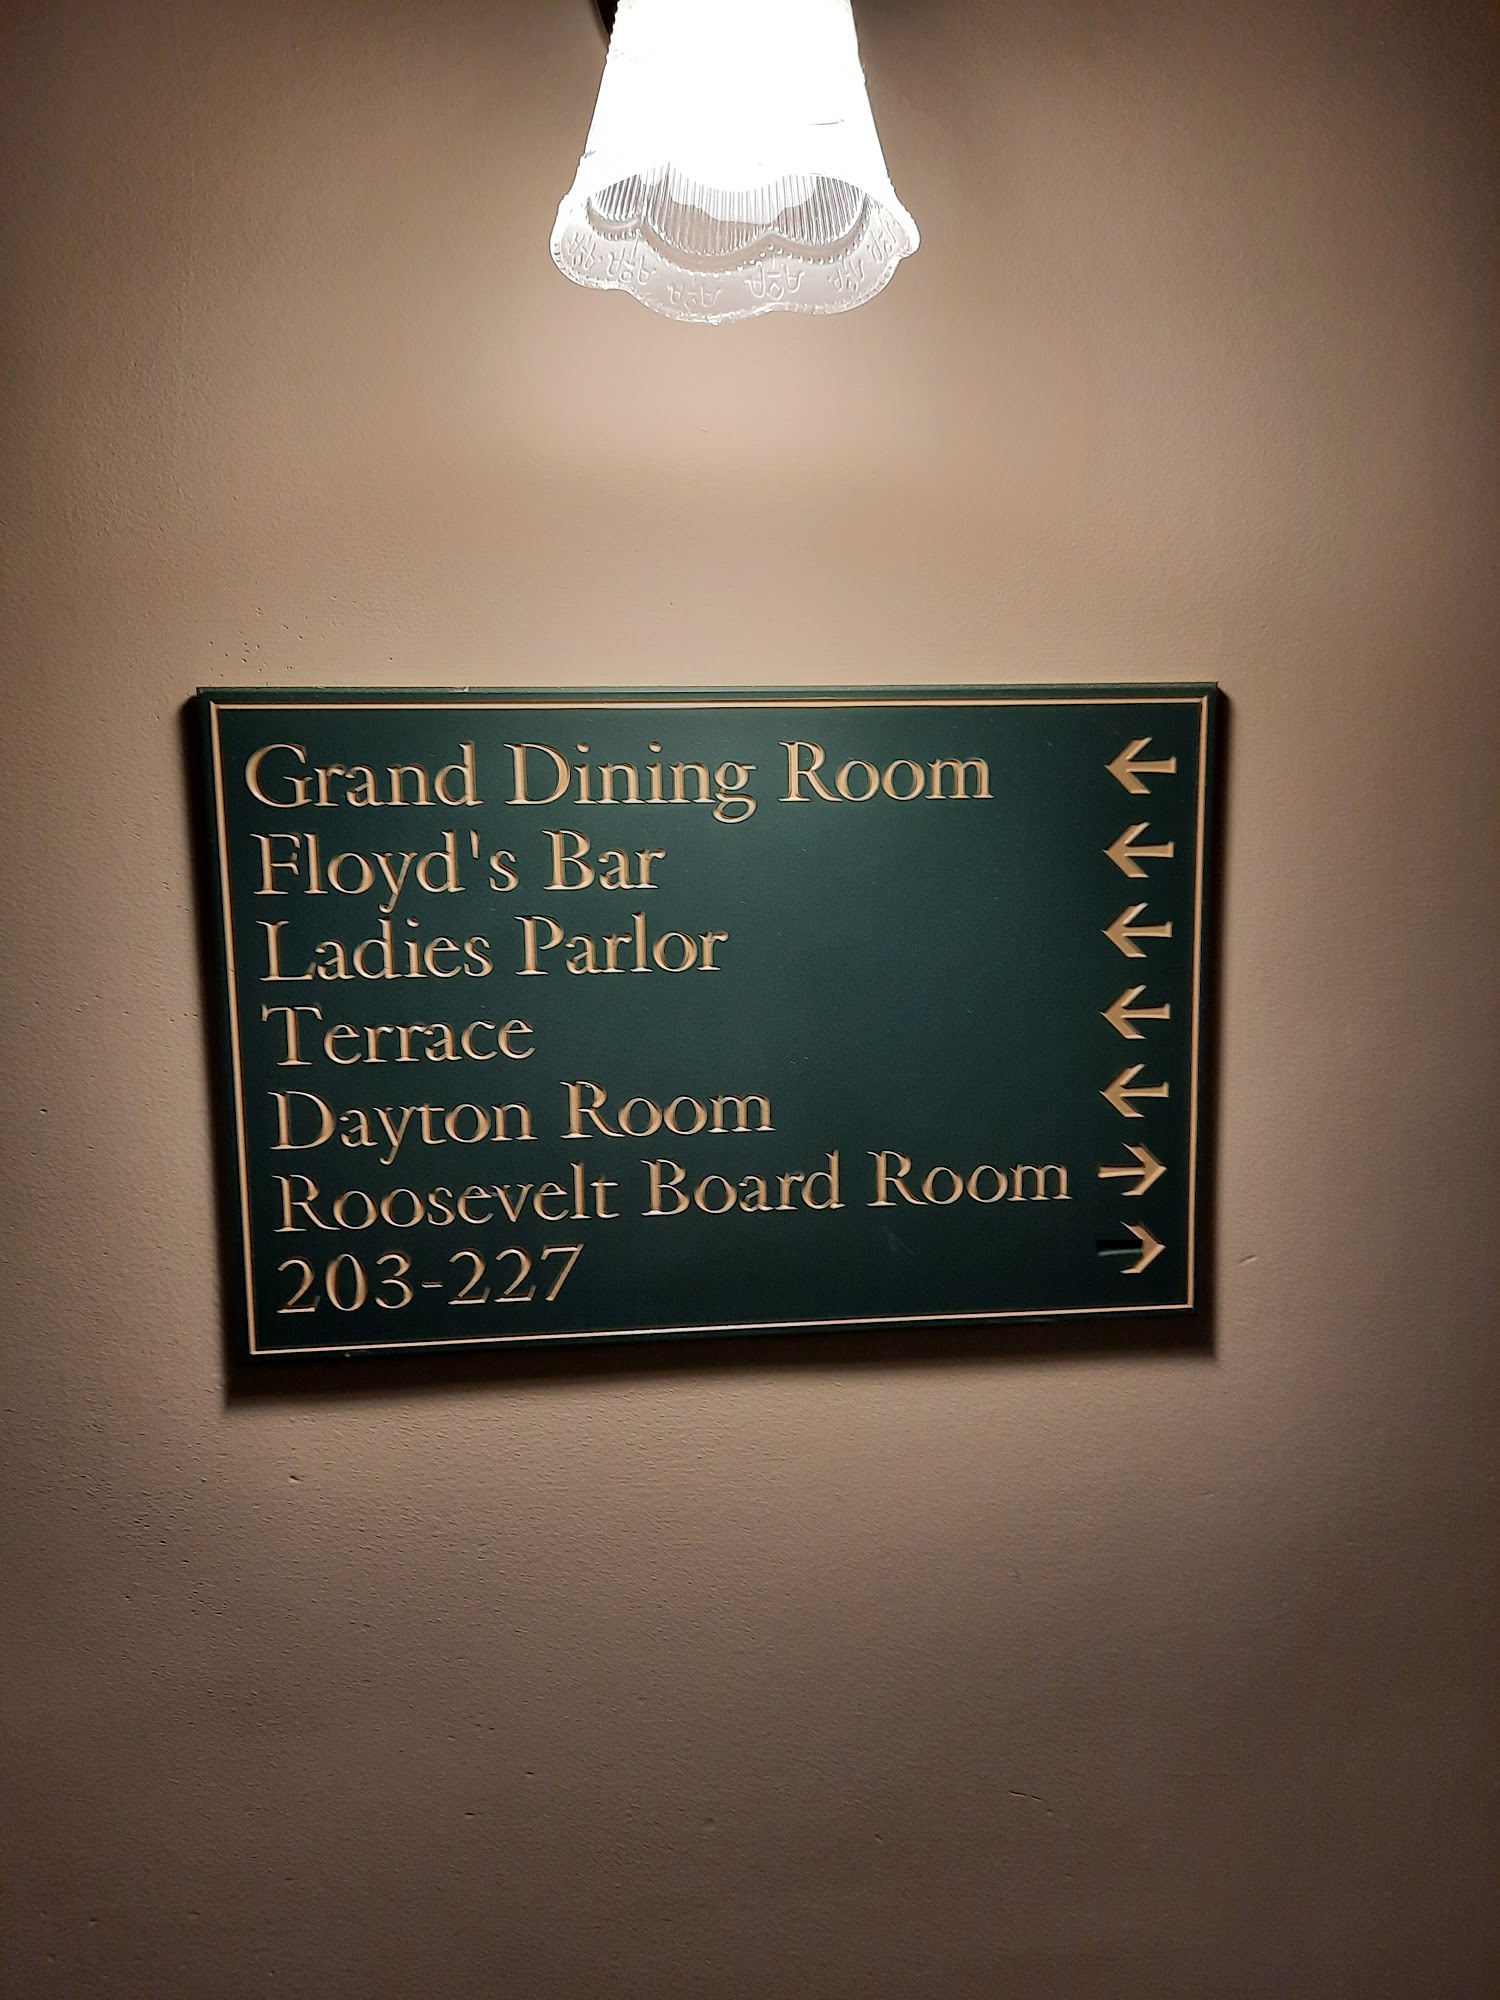 Grand Dining Room ←
Floyd's Bar ←
Ladies Parlor ←
Terrace ←
Dayton Room ←
Roosevelt Board Room →
203-227 →